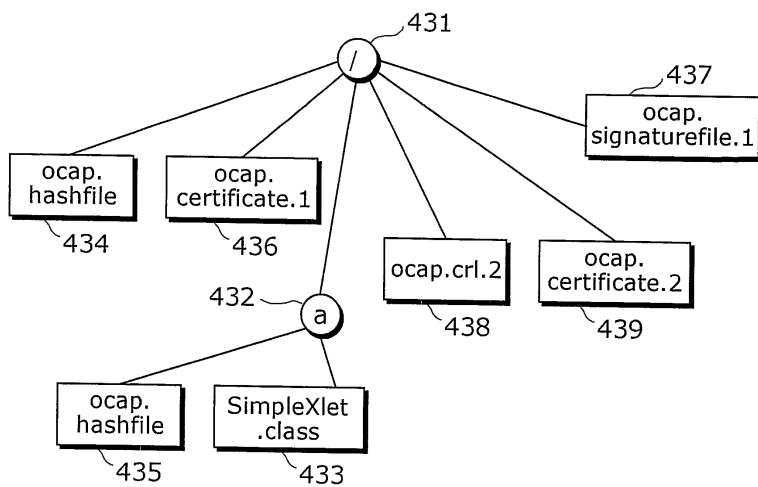 431
/
437
ocap.
signaturefile.1
ocap.
hashfile
434
ocap.
certificate.1
436
ocap.crl.2
438
ocap.
certificate.2
439
432
a
ocap.
hashfile
435
SimpleXlet
.class
433